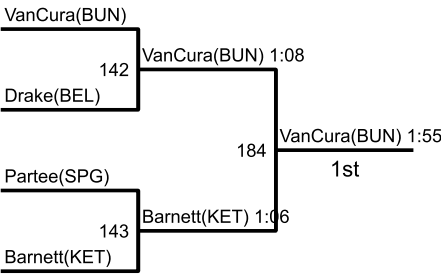 VanCura(BUN)
142
VanCura(BUN) 1:08
Drake(BEL)
184
VanCura(BUN) 1:55
1st
Partee(SPG)
143
Barnett(KET) 1:06
Barnett(KET)